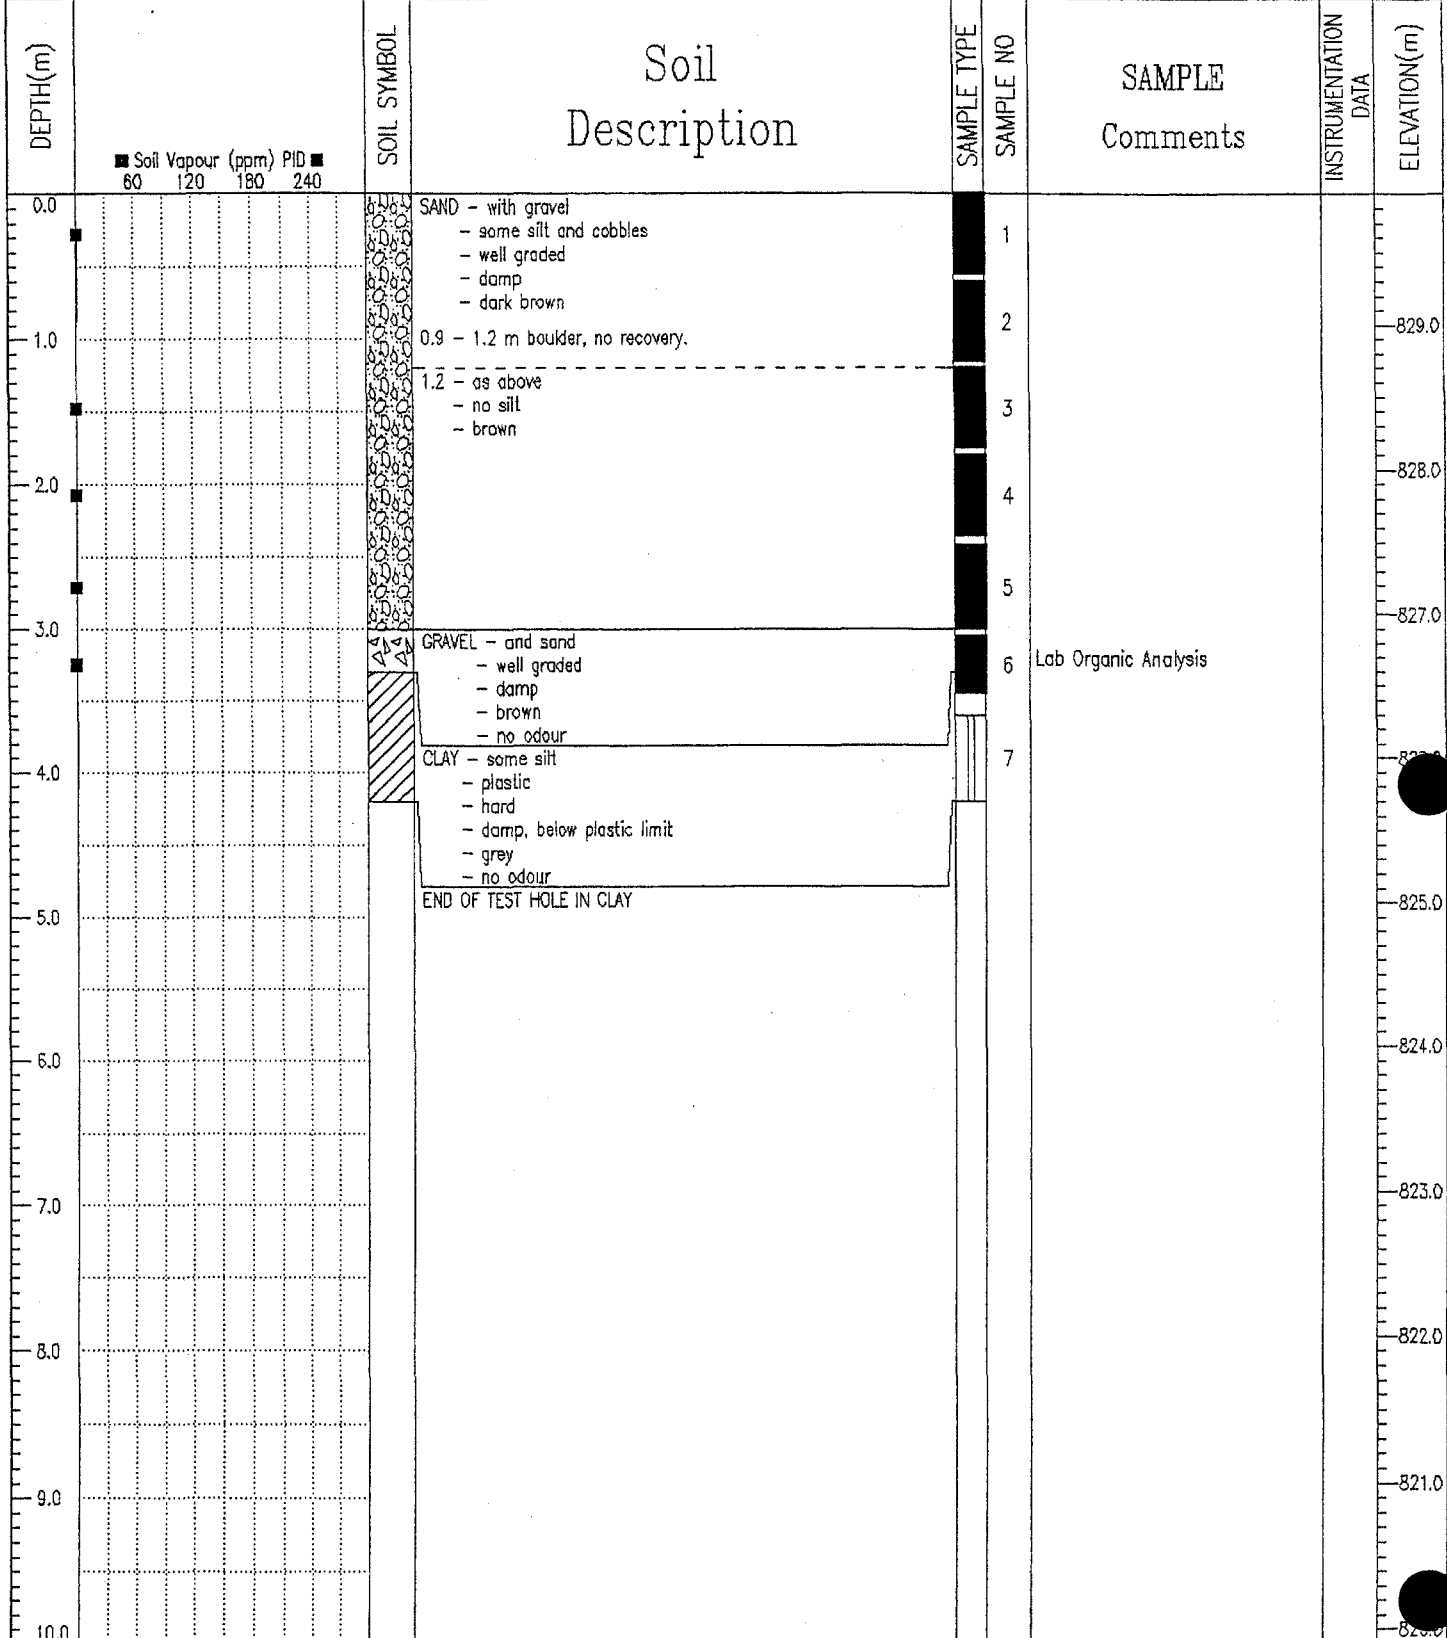 DEPTH(m)
■ Soil Vapour (ppm) PID ■
60 120 180 240
SOIL SYMBOL
Soil
Description
SAMPLE TYPE
SAMPLE NO
SAMPLE
Comments
INSTRUMENTATION
DATA
ELEVATION(m)
0.0
1.0
2.0
3.0
4.0
5.0
6.0
7.0
8.0
9.0
10.0
SAND - with gravel
- some silt and cobbles
- well graded
- damp
- dark brown
0.9 - 1.2 m boulder, no recovery.
1.2 - as above
- no silt
- brown
GRAVEL - and sand
- well graded
- damp
- brown
- no odour
CLAY - some silt
- plastic
- hard
- damp, below plastic limit
- grey
- no odour
END OF TEST HOLE IN CLAY
1
2
3
4
5
6
7
Lab Organic Analysis
829.0
828.0
827.0
825.0
824.0
823.0
822.0
821.0